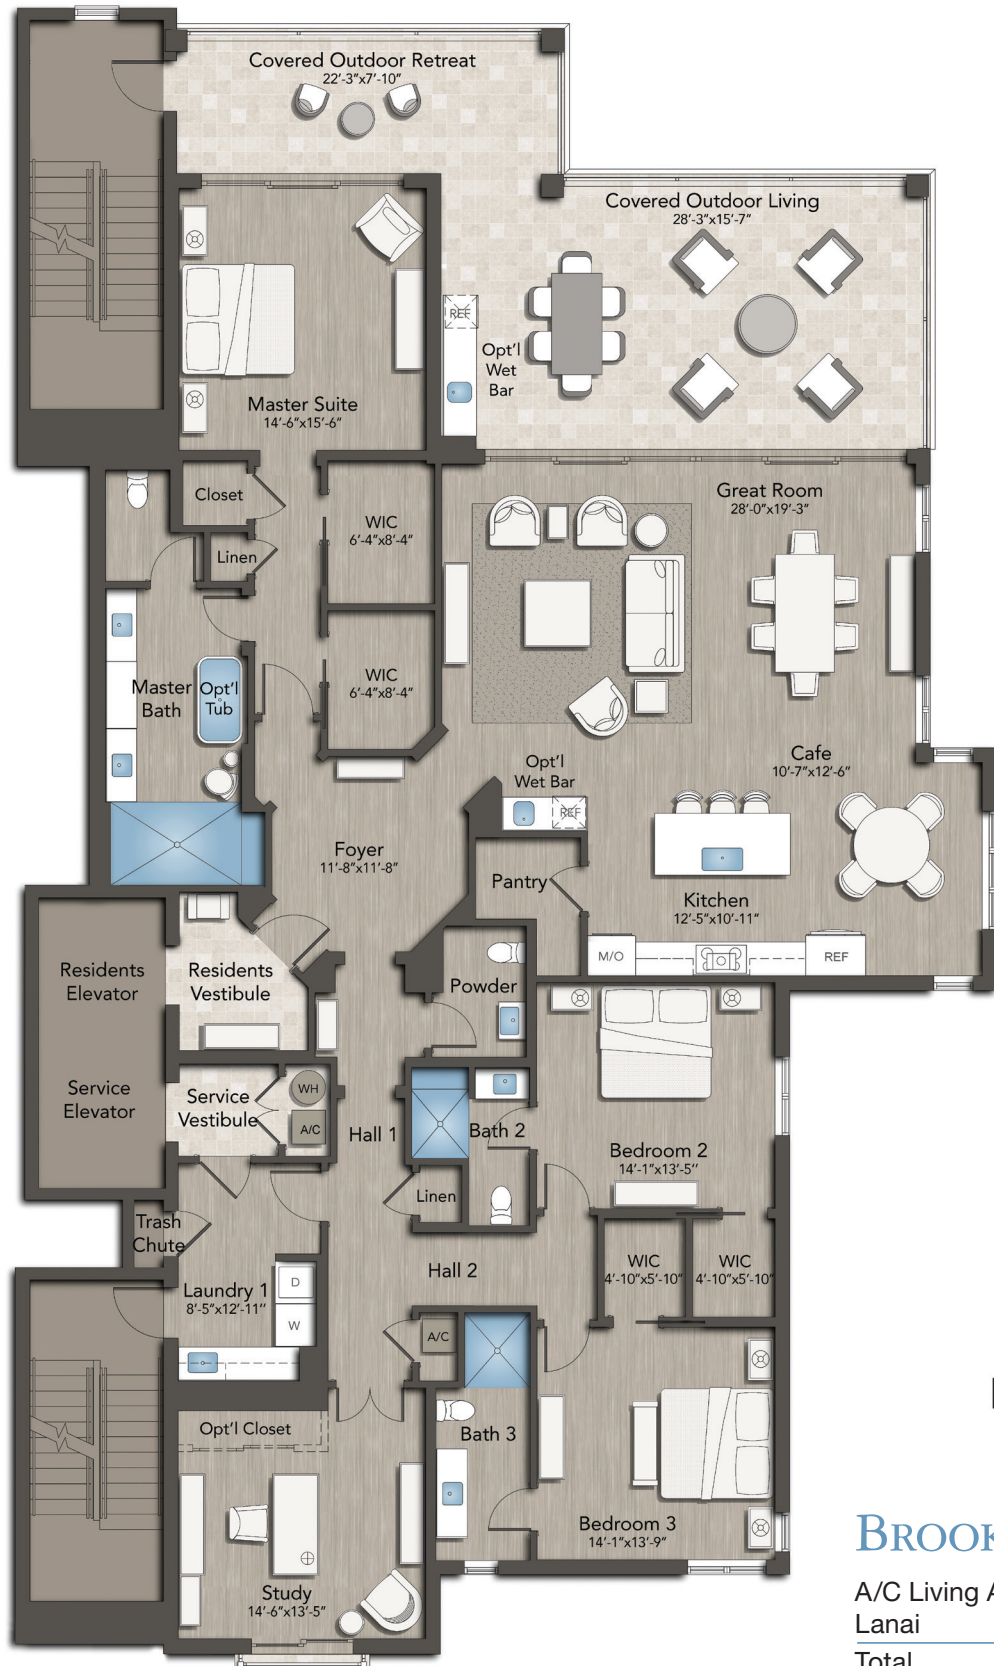 Covered Outdoor Retreat
22'-3"x7'-10"
Covered Outdoor Living
28'-3"x15'-7"
REF
Opt'l
Wet
Bar
Master Suite
14'-6"x15'-6"
Closet
WIC
6'-4"x8'-4"
Great Room
28'-0"x19'-3"
Linen
WIC
6'-4"x8'-4"
Master
Bath
Opt'l
Tub
Opt'l
Wet Bar
REF
Cafe
10'-7"x12'-6"
Foyer
11'-8"x11'-8"
Pantry
Kitchen
12'-5"x10'-11"
M/O
REF
Residents
Elevator
Residents
Vestibule
Powder
Service
Elevator
Service
Vestibule
WH
A/C
Hall 1
Bath 2
Bedroom 2
14'-1"x13'-5"
Linen
Trash
Chute
Laundry 1
8'-5"x12'-11"
D
W
Hall 2
WIC
4'-10"x5'-10"
WIC
4'-10"x5'-10"
A/C
Opt'l Closet
Bath 3
Bedroom 3
14'-1"x13'-9"
Study
14'-6"x13'-5"
BROOK
A/C Living A
Lanai
Total